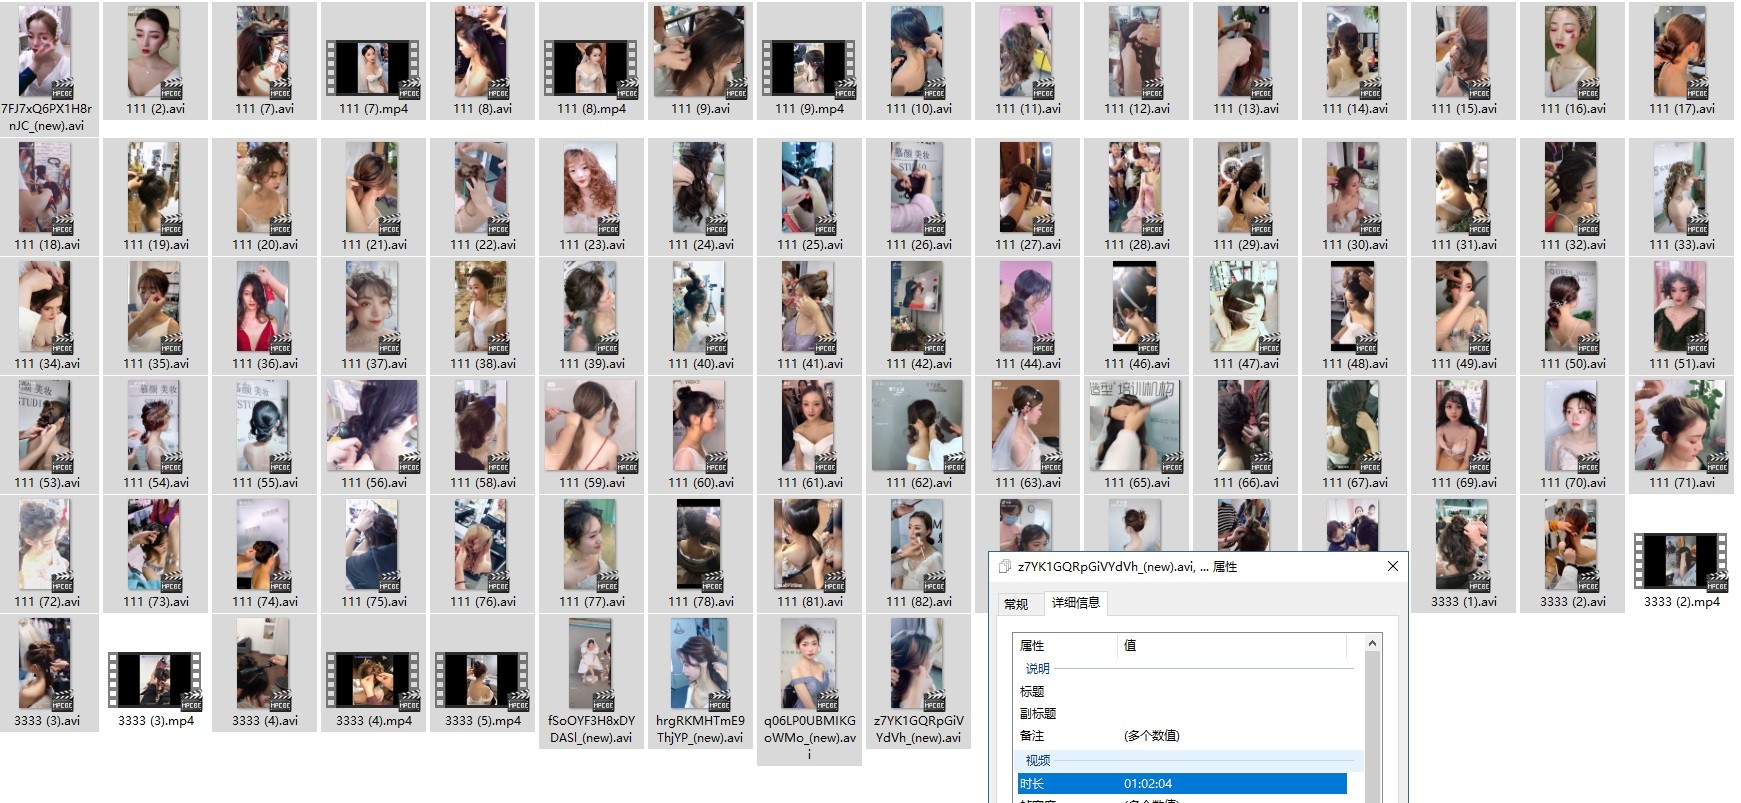 7FJ7xQ6PX1H8r
nJC_(new).avi
111 (2).avi
111 (7).avi
111 (7).mp4
111 (8).avi
111 (8).mp4
111 (9).avi
111 (9).mp4
111 (10).avi
111 (11).avi
111 (12).avi
111 (13).avi
111 (14).avi
111 (15).avi
111 (16).avi
111 (17).avi
111 (18).avi
111 (19).avi
111 (20).avi
111 (21).avi
111 (22).avi
111 (23).avi
111 (24).avi
111 (25).avi
111 (26).avi
111 (27).avi
111 (28).avi
111 (29).avi
111 (30).avi
111 (31).avi
111 (32).avi
111 (33).avi
111 (34).avi
111 (35).avi
111 (36).avi
111 (37).avi
111 (38).avi
111 (39).avi
111 (40).avi
111 (41).avi
111 (42).avi
111 (44).avi
111 (46).avi
111 (47).avi
111 (48).avi
111 (49).avi
111 (50).avi
111 (51).avi
111 (53).avi
111 (54).avi
111 (55).avi
111 (56).avi
111 (58).avi
111 (59).avi
111 (60).avi
111 (61).avi
111 (62).avi
111 (63).avi
111 (65).avi
111 (66).avi
111 (67).avi
111 (69).avi
111 (70).avi
111 (71).avi
111 (72).avi
111 (73).avi
111 (74).avi
111 (75).avi
111 (76).avi
111 (77).avi
111 (78).avi
111 (81).avi
111 (82).avi
3333 (1).avi
3333 (2).avi
3333 (2).mp4
3333 (3).avi
3333 (3).mp4
3333 (4).avi
3333 (4).mp4
3333 (5).mp4
fSoOYF3H8xDY
DASl_(new).avi
hrgRKMHTmE9
ThjYP_(new).avi
q06LP0UBMIKG
oWMo_(new).av
i
z7YK1GQRpGiV
YdVh_(new).avi
z7YK1GQRpGiVYdVh_(new).avi, ... 属性
常规
详细信息
属性
值
说明
标题
副标题
备注
(多个数值)
视频
时长
01:02:04